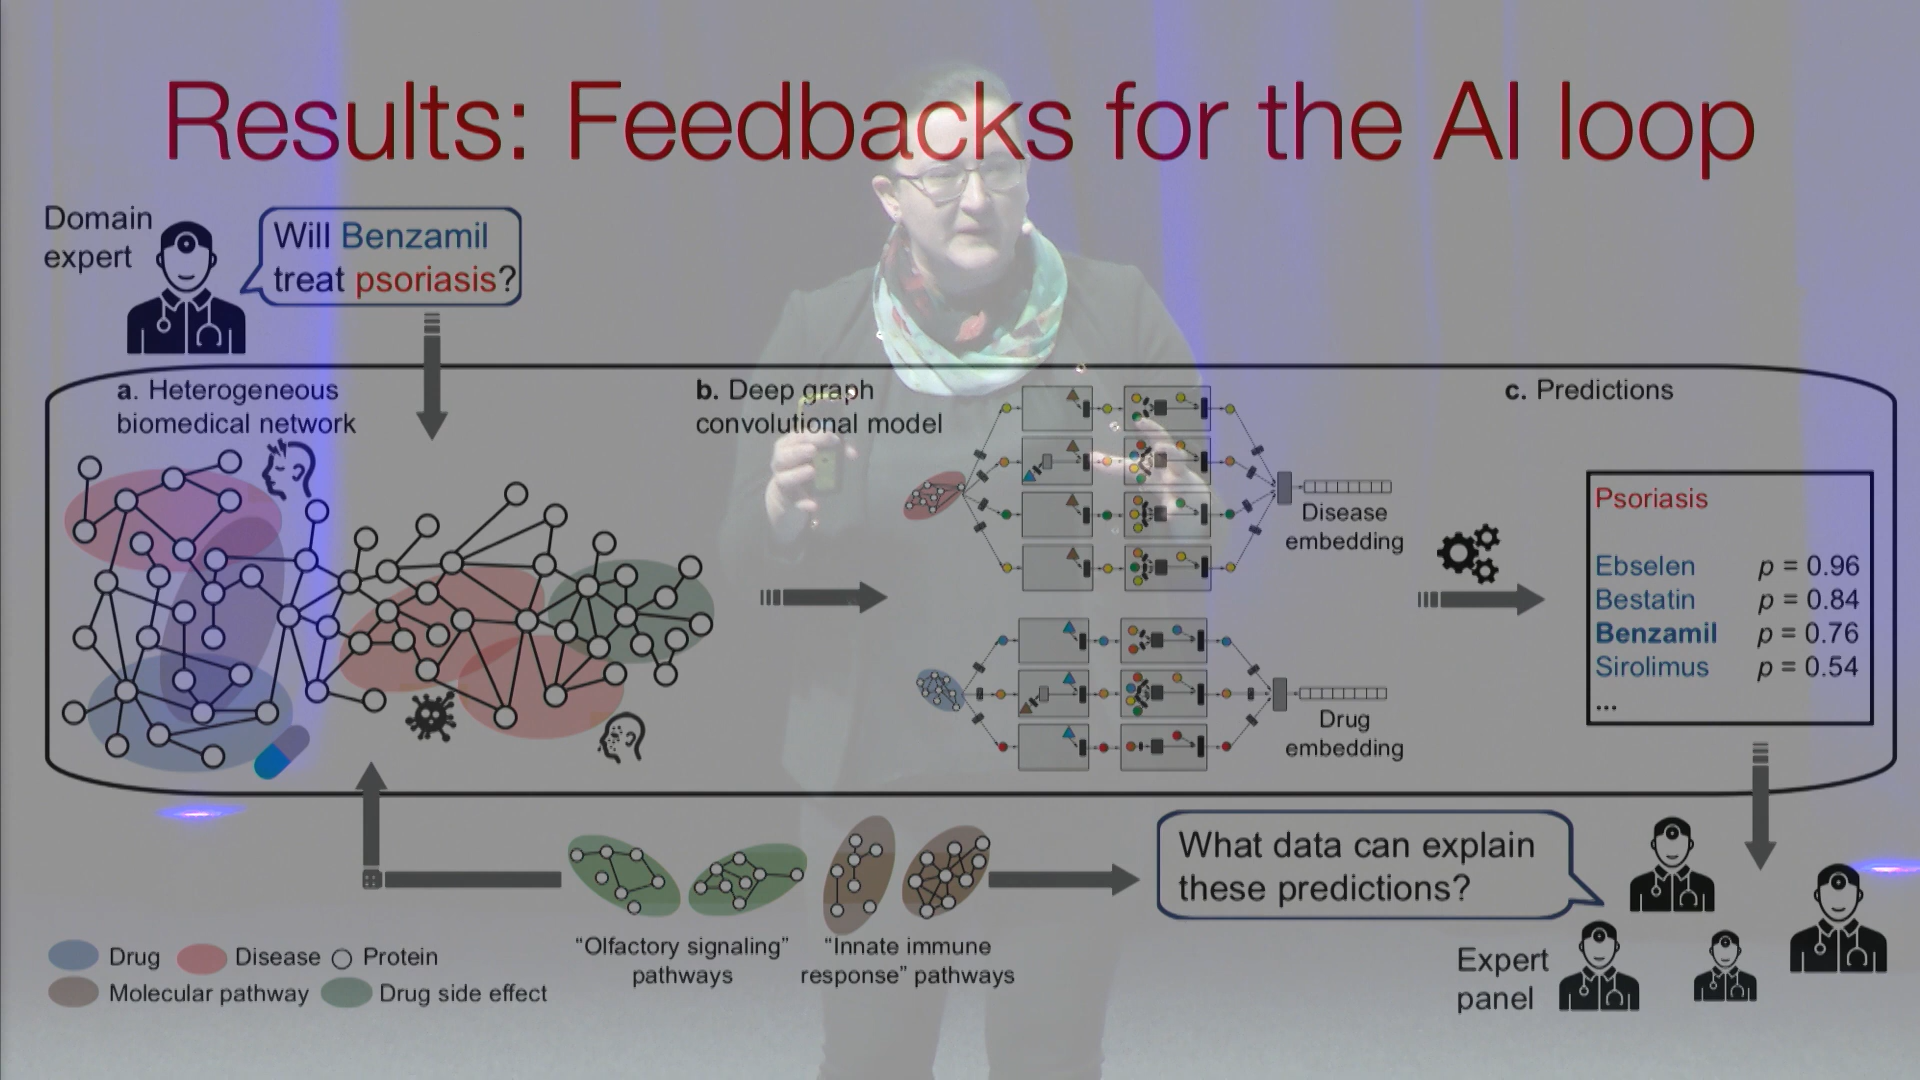 Results: Feedbacks for the AI loop
Domain
expert
Will Benzamil
treat psoriasis?
a. Heterogeneous
biomedical network
b. Deep graph
convolutional model
c. Predictions
Disease
embedding
Drug
embedding
Psoriasis
Ebselen p = 0.96
Bestatin p = 0.84
Benzamil p = 0.76
Sirolimus p = 0.54
...
What data can explain
these predictions?
Expert
panel
"Olfactory signaling"
pathways
"Innate immune
response" pathways
Drug Disease Protein
Molecular pathway Drug side effect